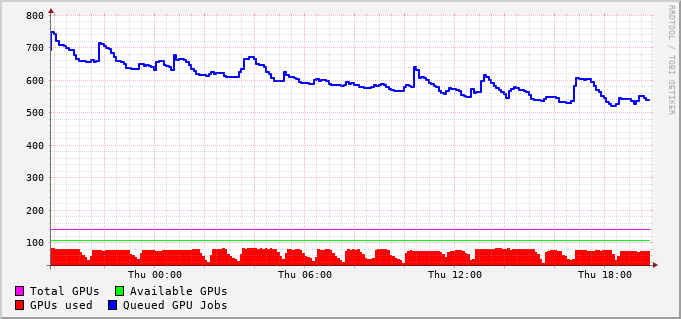 800
700
600
500
400
300
200
100
Thu 00:00 Thu 06:00 Thu 12:00 Thu 18:00
Total GPUs Available GPUs
GPUs used Queued GPU Jobs
RRDTOOL / TOBI OETIKER